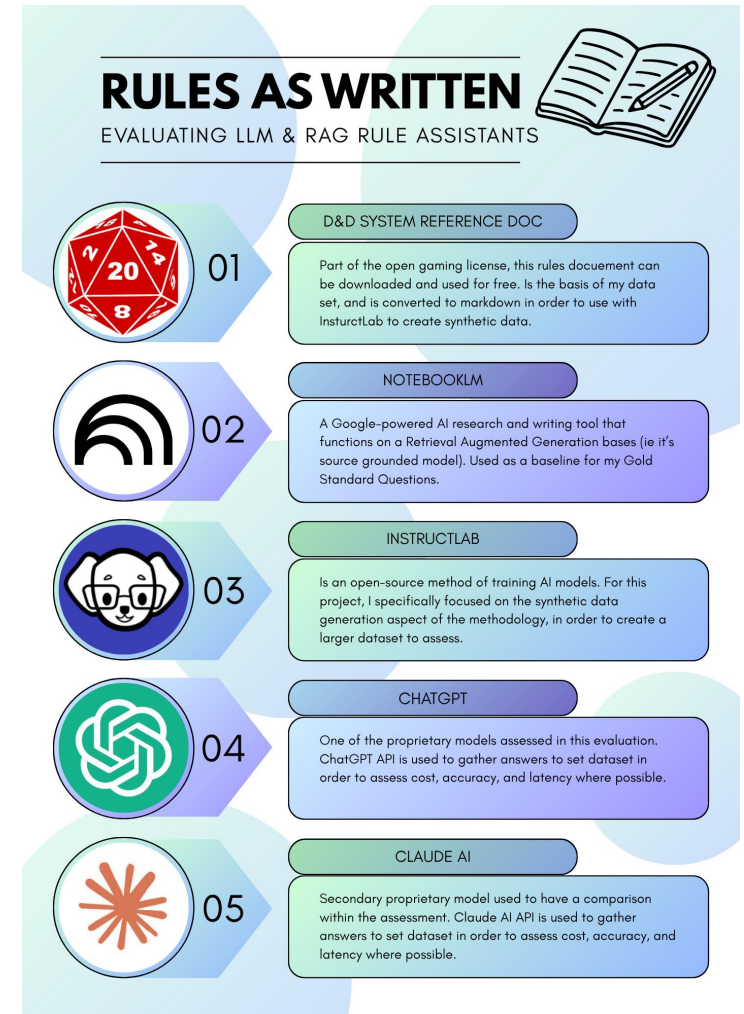 RULES AS WRITTEN
EVALUATING LLM & RAG RULE ASSISTANTS
20
2
14
8
01
D&D SYSTEM REFERENCE DOC
Part of the open gaming license, this rules docuement can
be downloaded and used for free. Is the basis of my data
set, and is converted to markdown in order to use with
InsturctLab to create synthetic data.
02
NOTEBOOKLM
A Google-powered AI research and writing tool that
functions on a Retrieval Augmented Generation bases (ie it's
source grounded model). Used as a baseline for my Gold
Standard Questions.
03
INSTRUCTLAB
Is an open-source method of training AI models. For this
project, I specifically focused on the synthetic data
generation aspect of the methodology, in order to create a
larger dataset to assess.
04
CHATGPT
One of the proprietary models assessed in this evaluation.
ChatGPT API is used to gather answers to set dataset in
order to assess cost, accuracy, and latency where possible.
05
CLAUDE AI
Secondary proprietary model used to have a comparison
within the assessment. Claude AI API is used to gather
answers to set dataset in order to assess cost, accuracy, and
latency where possible.